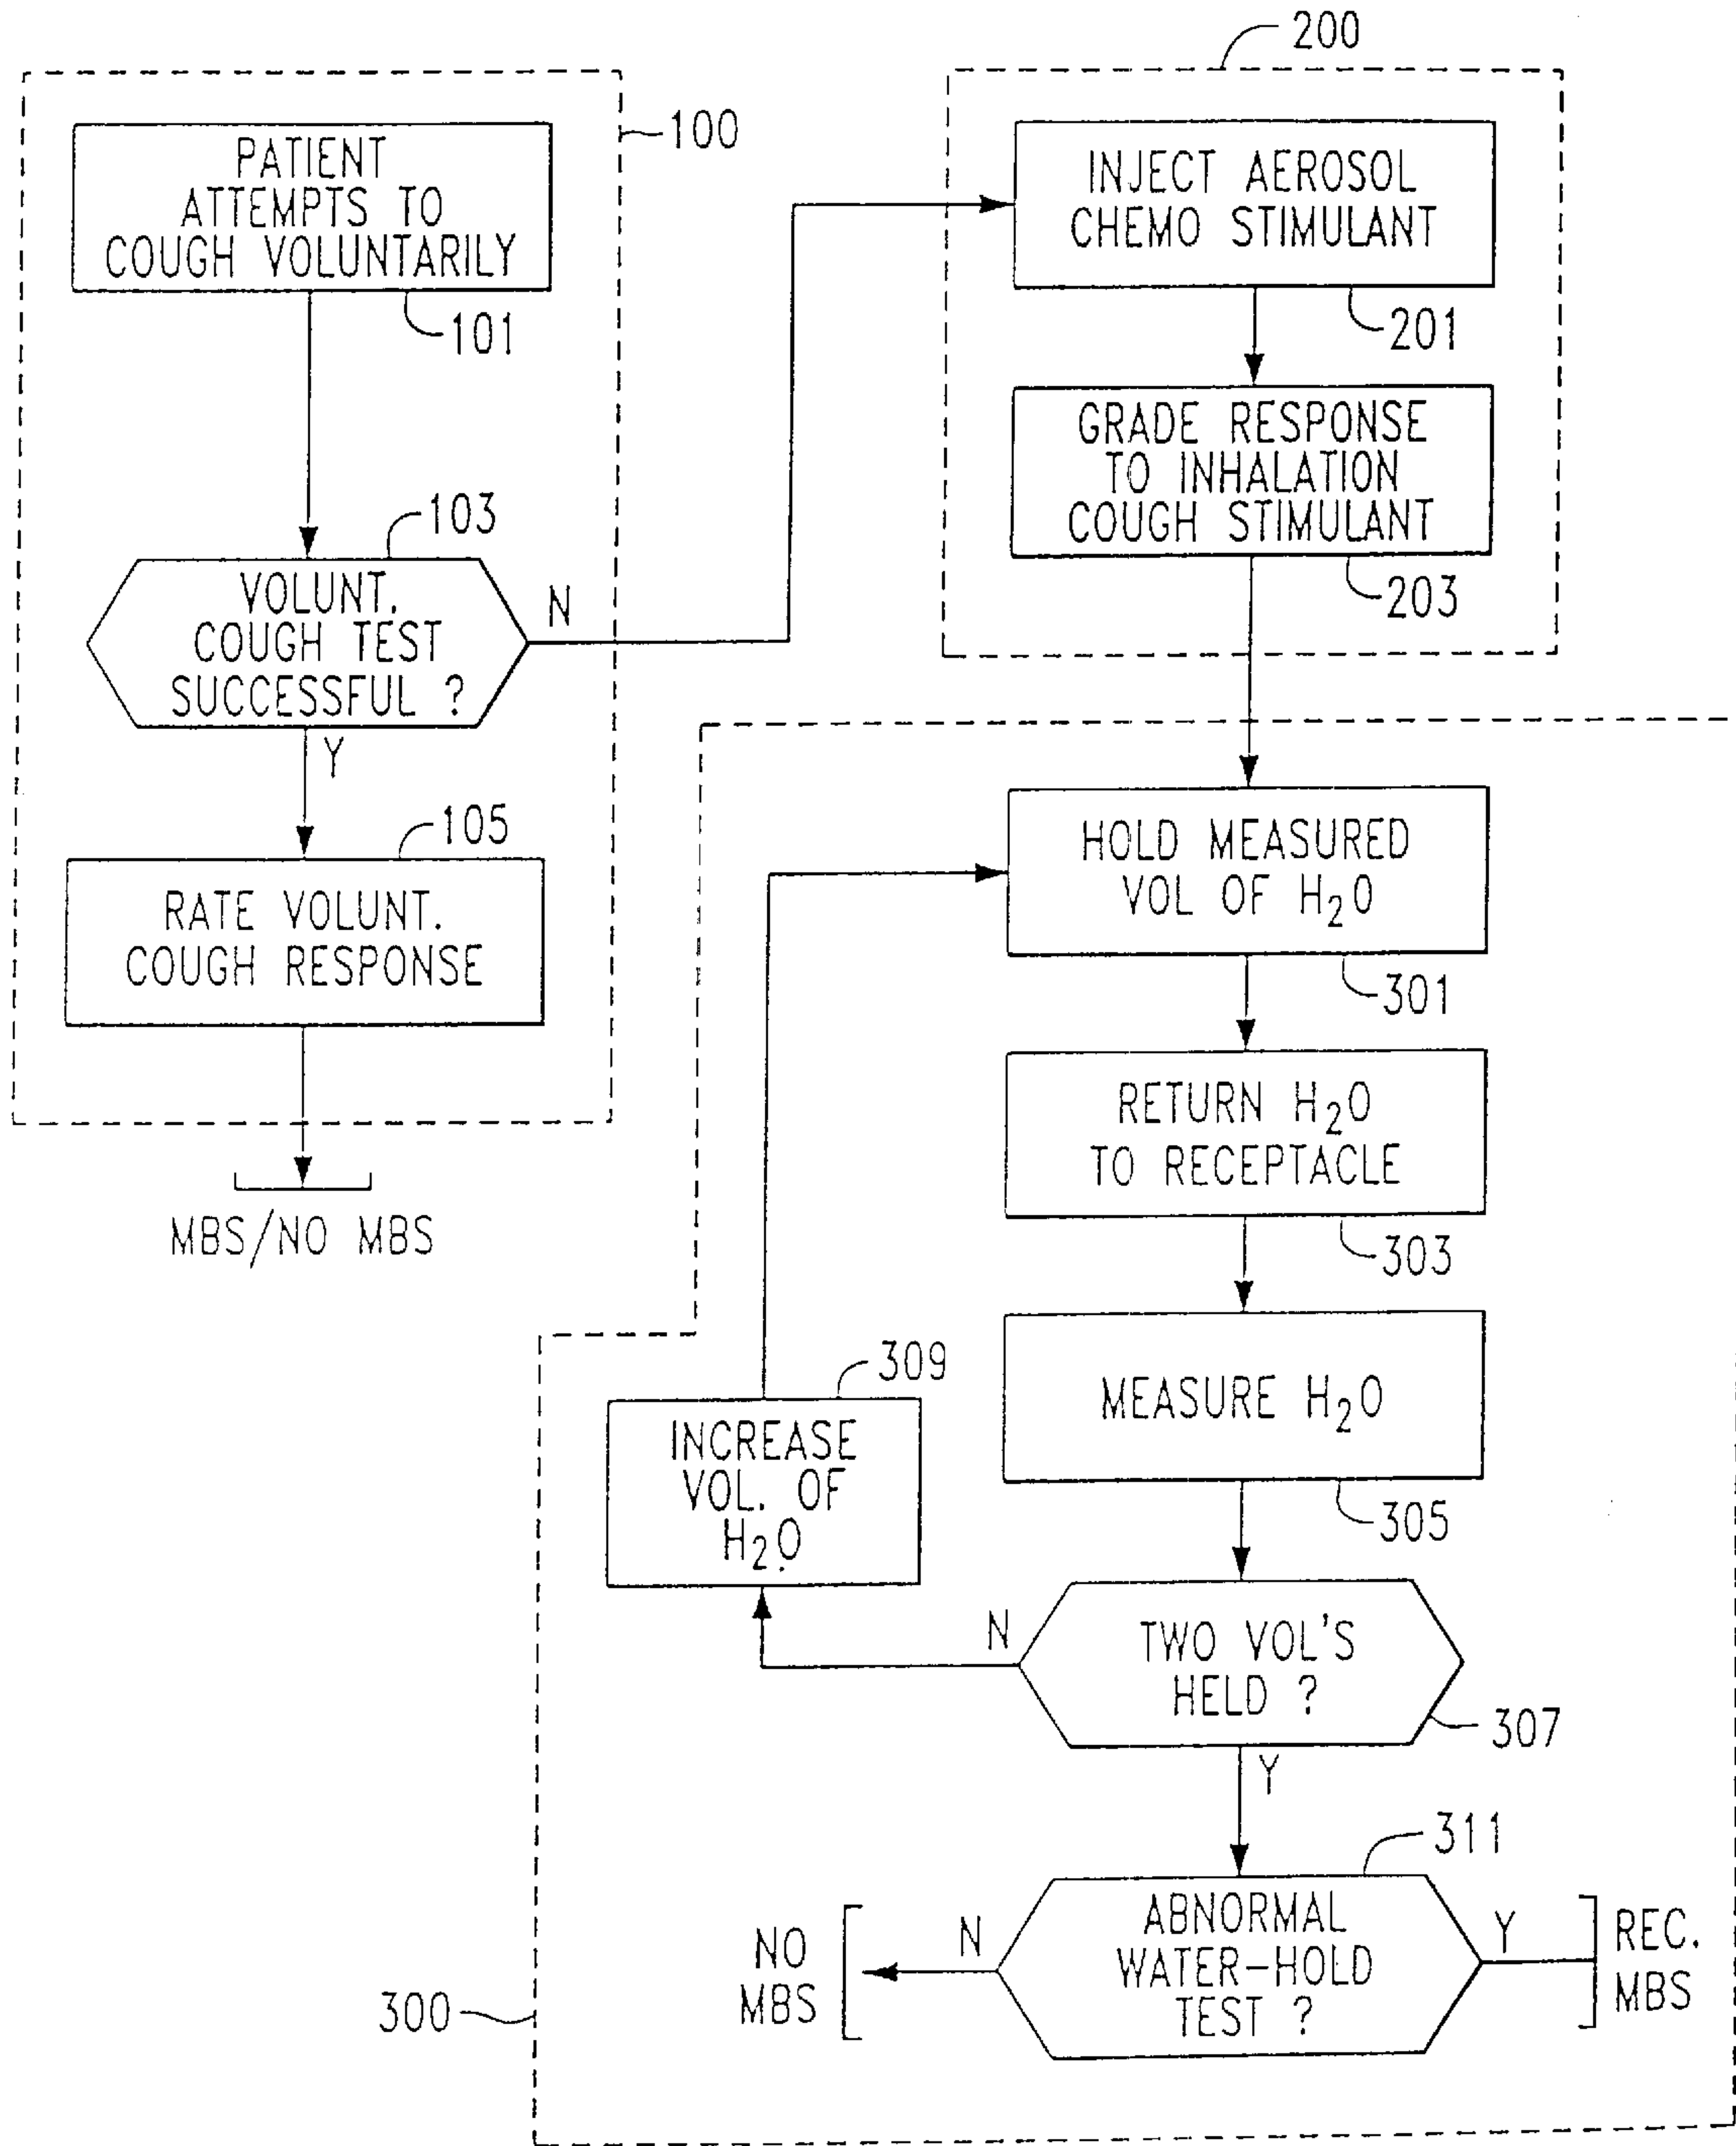 100
PATIENT
ATTEMPTS TO
COUGH VOLUNTARILY
101
103
VOLUNT.
COUGH TEST
SUCCESSFUL ?
N
Y
105
RATE VOLUNT.
COUGH RESPONSE
MBS/NO MBS
200
INJECT AEROSOL
CHEMO STIMULANT
201
GRADE RESPONSE
TO INHALATION
COUGH STIMULANT
203
300
HOLD MEASURED
VOL OF H₂O
301
RETURN H₂O
TO RECEPTACLE
303
MEASURE H₂O
305
309
INCREASE
VOL. OF
H₂O
N
TWO VOL'S
HELD ?
307
Y
311
ABNORMAL
WATER-HOLD
TEST ?
N
NO
MBS
Y
REC.
MBS